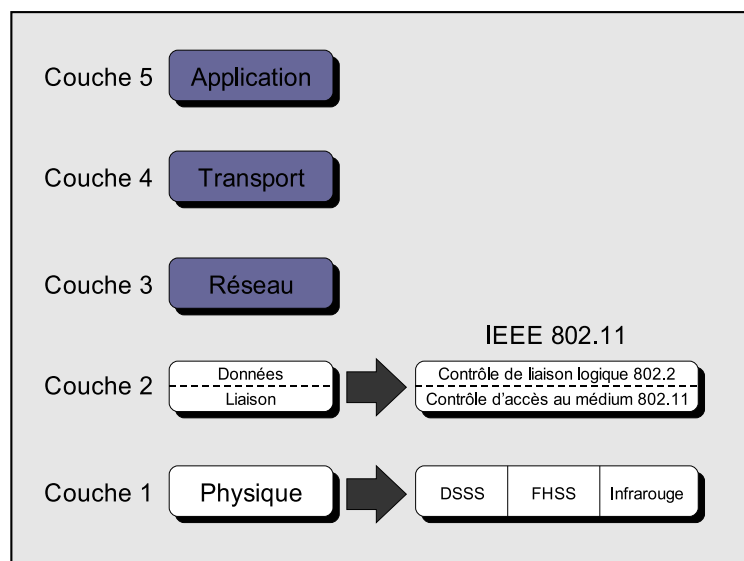 Couche 5
Application
Couche 4
Transport
Couche 3
Réseau
IEEE 802.11
Couche 2
Données
Liaison
Contrôle de liaison logique 802.2
Contrôle d'accès au médium 802.11
Couche 1
Physique
DSSS
FHSS
Infrarouge